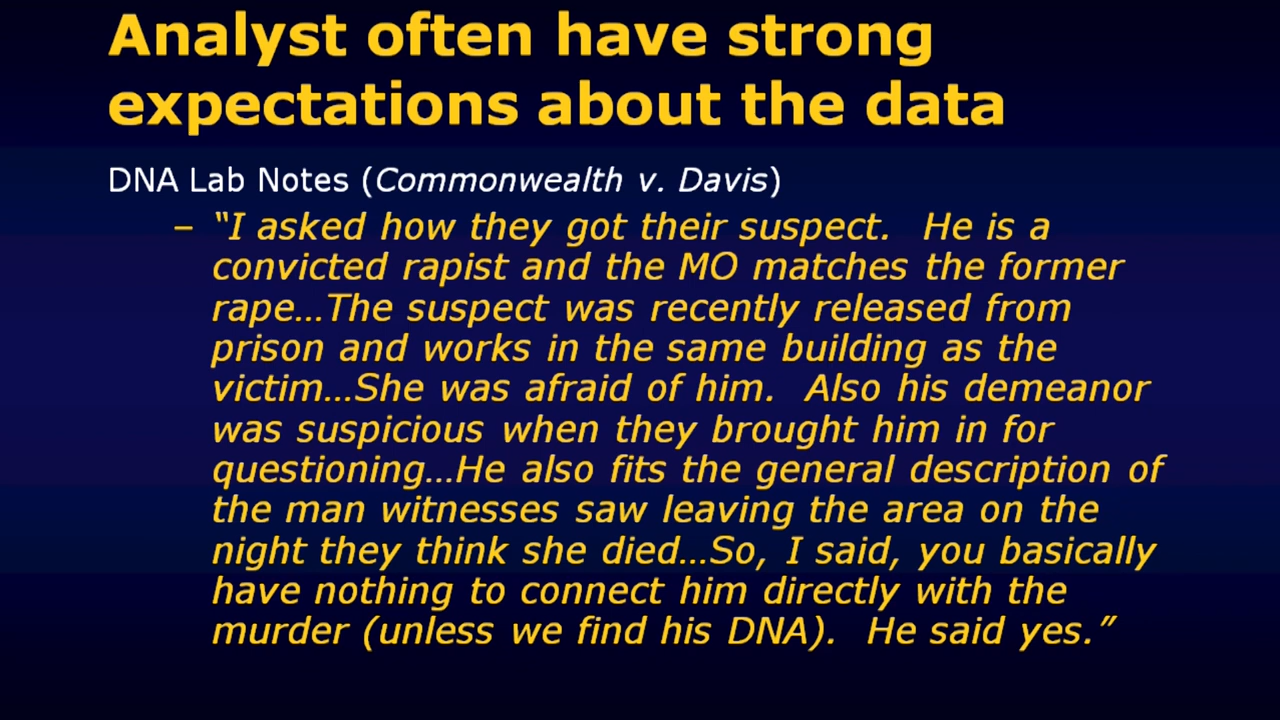 Analyst often have strong
expectations about the data
DNA Lab Notes (Commonwealth v. Davis)
– “I asked how they got their suspect.  He is a
convicted rapist and the MO matches the former
rape…The suspect was recently released from
prison and works in the same building as the
victim…She was afraid of him.  Also his demeanor
was suspicious when they brought him in for
questioning…He also fits the general description of
the man witnesses saw leaving the area on the
night they think she died…So, I said, you basically
have nothing to connect him directly with the
murder (unless we find his DNA).  He said yes.”